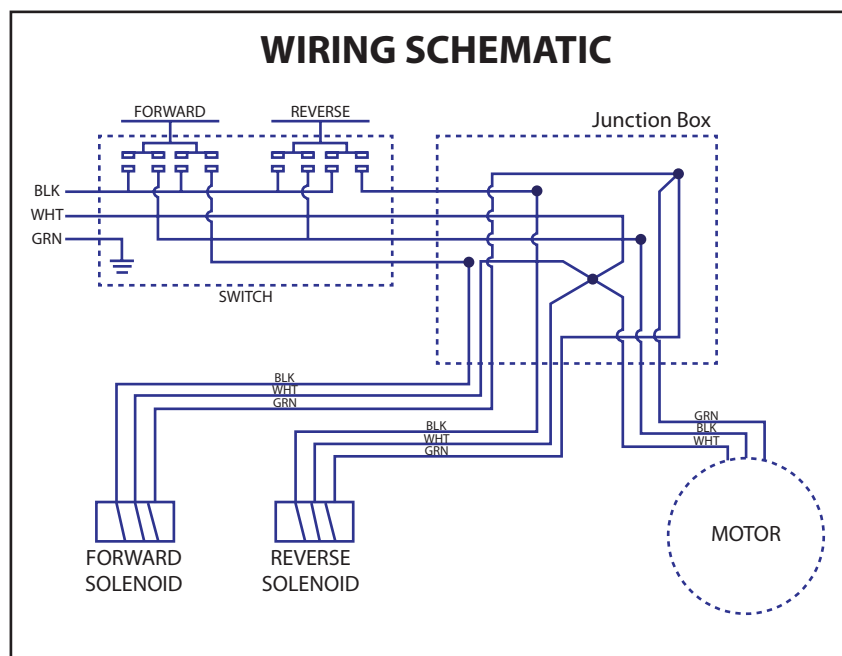 WIRING SCHEMATIC
FORWARD
REVERSE
Junction Box
BLK
WHT
GRN
SWITCH
BLK
WHT
GRN
BLK
WHT
GRN
GRN
BLK
WHT
MOTOR
FORWARD
SOLENOID
REVERSE
SOLENOID